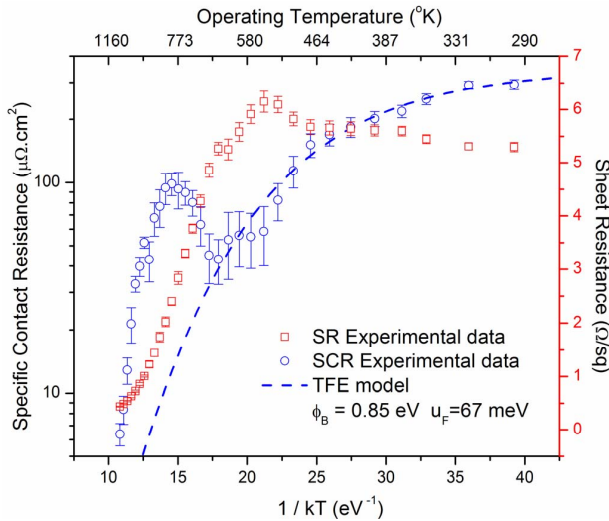 Operating Temperature (°K)
1160 773 580 464 387 331 290
300
100
10
7
6
5
4
3
2
1
0
Specific Contact Resistance (μΩ.cm²)
Sheet Resistance (Ω/sq)
SR Experimental data
SCR Experimental data
TFE model
ϕB = 0.85 eV uF=67 meV
10 15 20 25 30 35 40
1 / kT (eV⁻¹)